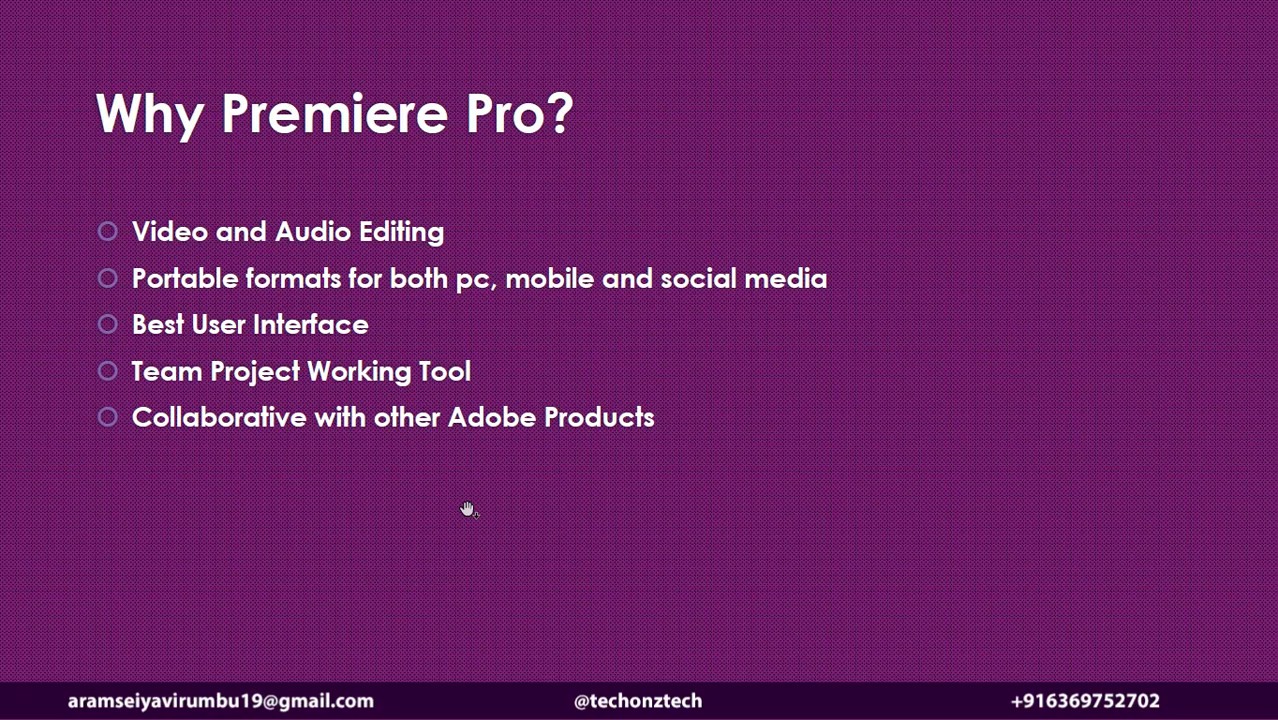 Why Premiere Pro?
Video and Audio Editing
Portable formats for both pc, mobile and social media
Best User Interface
Team Project Working Tool
Collaborative with other Adobe Products
aramseiyavirumbu19@gmail.com
@techonztech
+916369752702